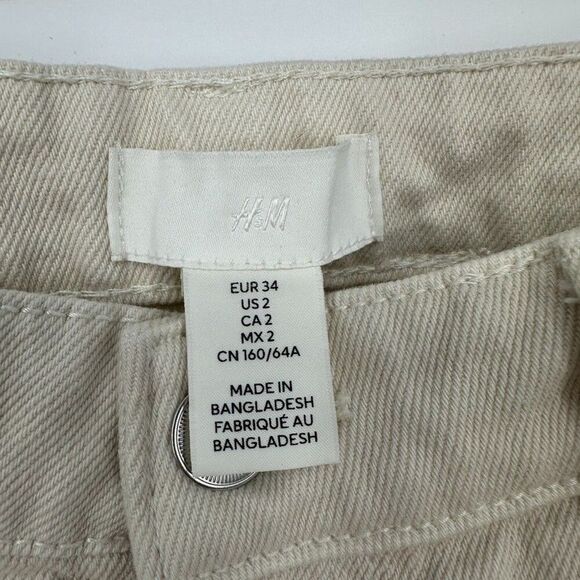 H&M
EUR 34
US 2
CA 2
MX 2
CN 160/64A
MADE IN
BANGLADESH
FABRIQUÉ AU
BANGLADESH